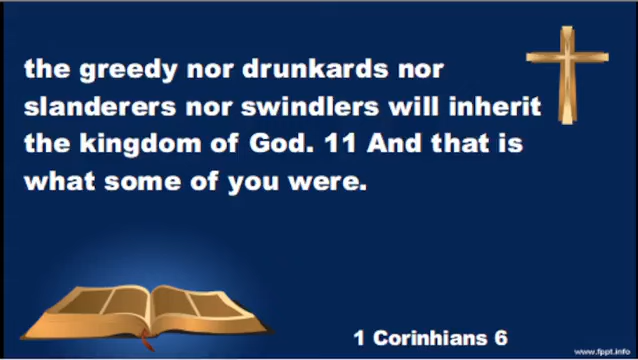 the greedy nor drunkards nor
slanderers nor swindlers will inherit
the kingdom of God. 11 And that is
what some of you were.
1 Corinhians 6
www.fppt.info